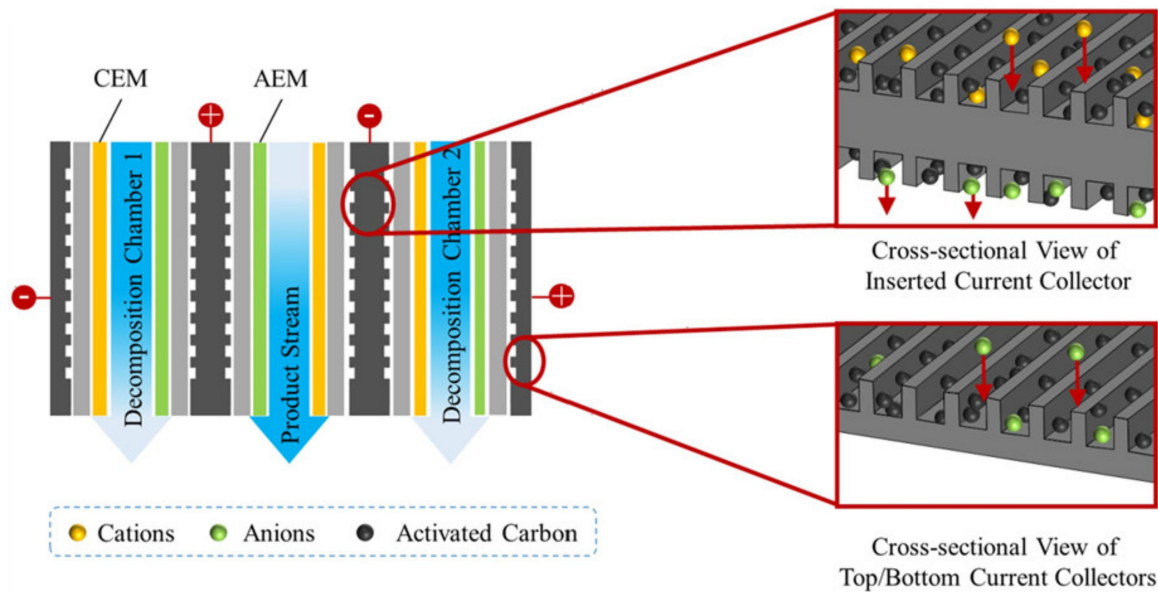 CEM
AEM
+
-
-
+
Decomposition Chamber 1
Product Stream
Decomposition Chamber 2
Cross-sectional View of
Inserted Current Collector
Cations
Anions
Activated Carbon
Cross-sectional View of
Top/Bottom Current Collectors